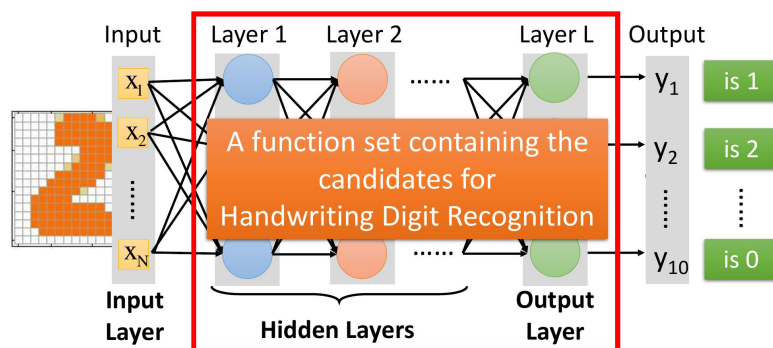 Input
Layer 1
Layer 2
Layer L
Output
x₁
……
y₁
is 1
x₂
A function set containing the
candidates for
Handwriting Digit Recognition
y₂
is 2
……
……
……
x_N
……
y₁₀
is 0
Input
Layer
Hidden Layers
Output
Layer